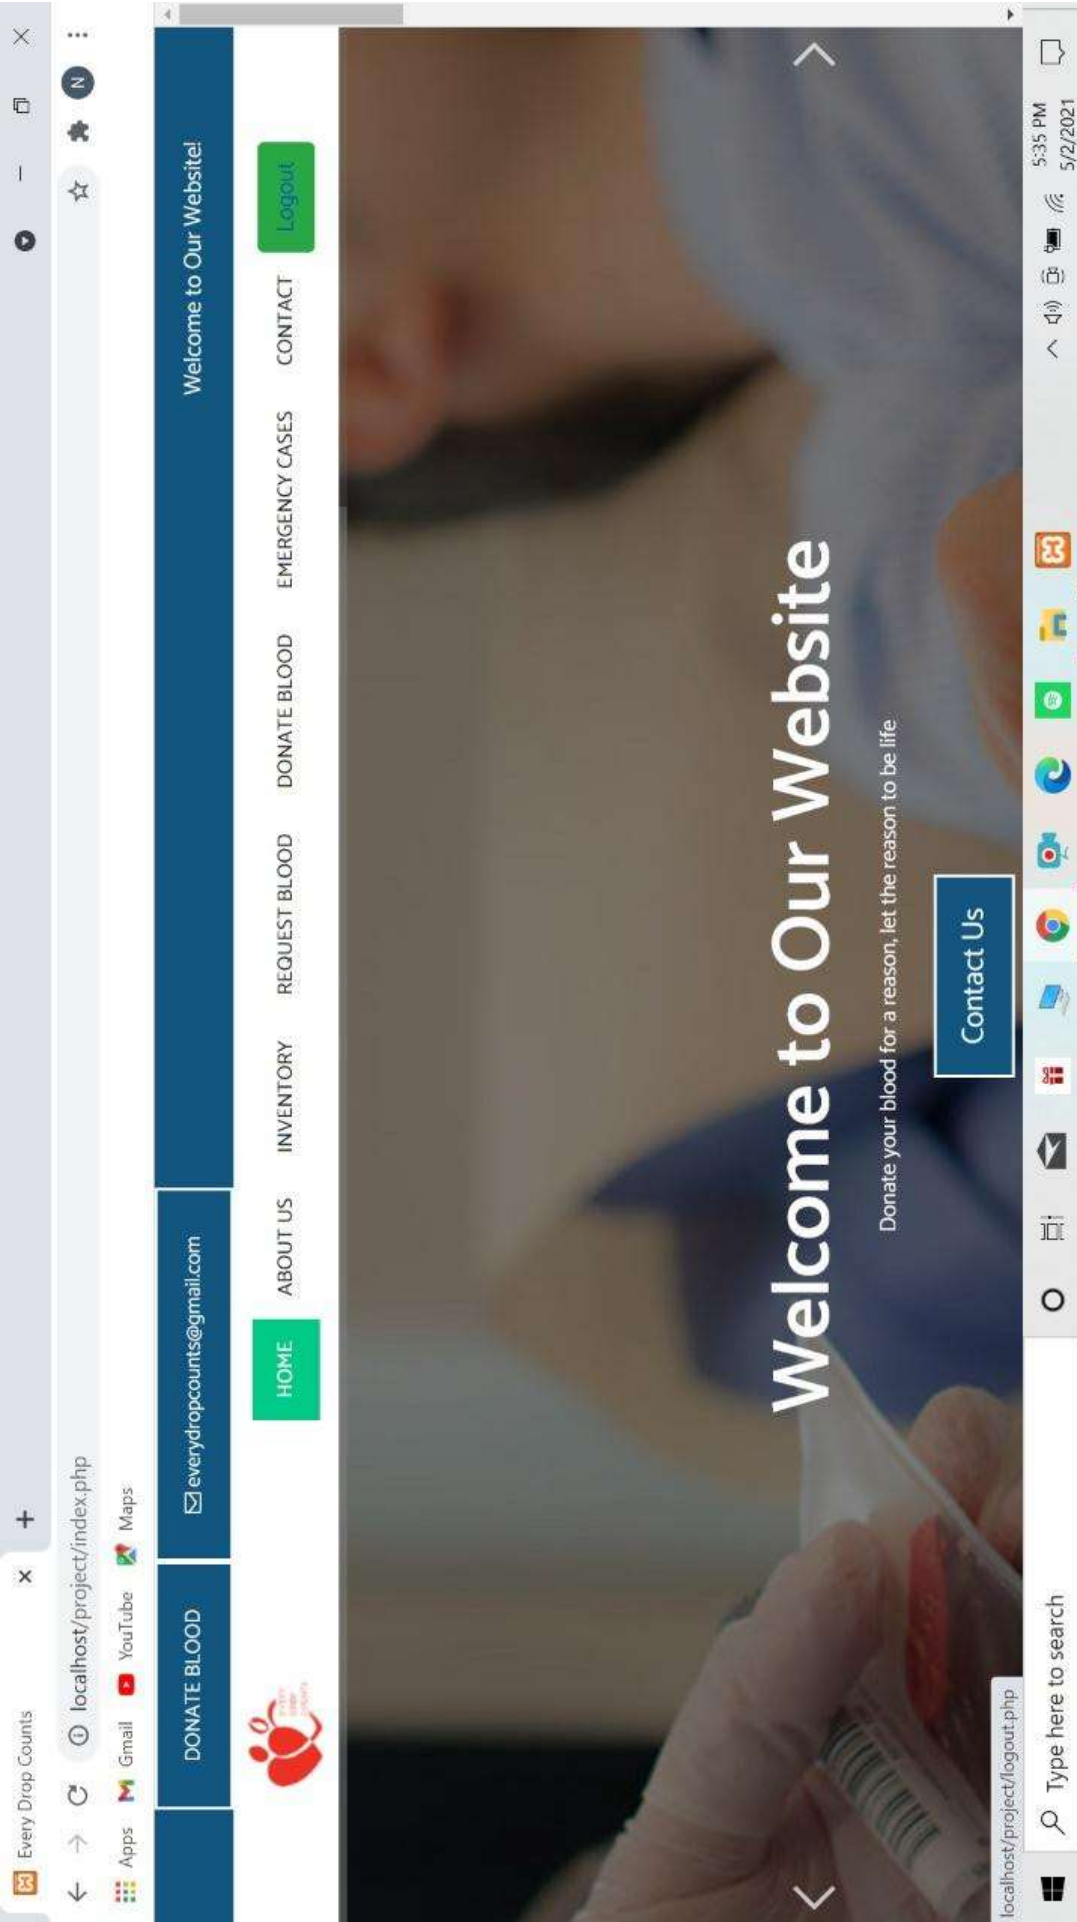 Every Drop Counts
localhost/project/index.php
N
Apps Gmail YouTube Maps
DONATE BLOOD everydropcounts@gmail.com Welcome to Our Website!
EVERY DROP COUNTS
HOME ABOUT US INVENTORY REQUEST BLOOD DONATE BLOOD EMERGENCY CASES CONTACT Logout
Welcome to Our Website
Donate your blood for a reason, let the reason to be life
Contact Us
localhost/project/logout.php
Type here to search
5:35 PM
5/2/2021